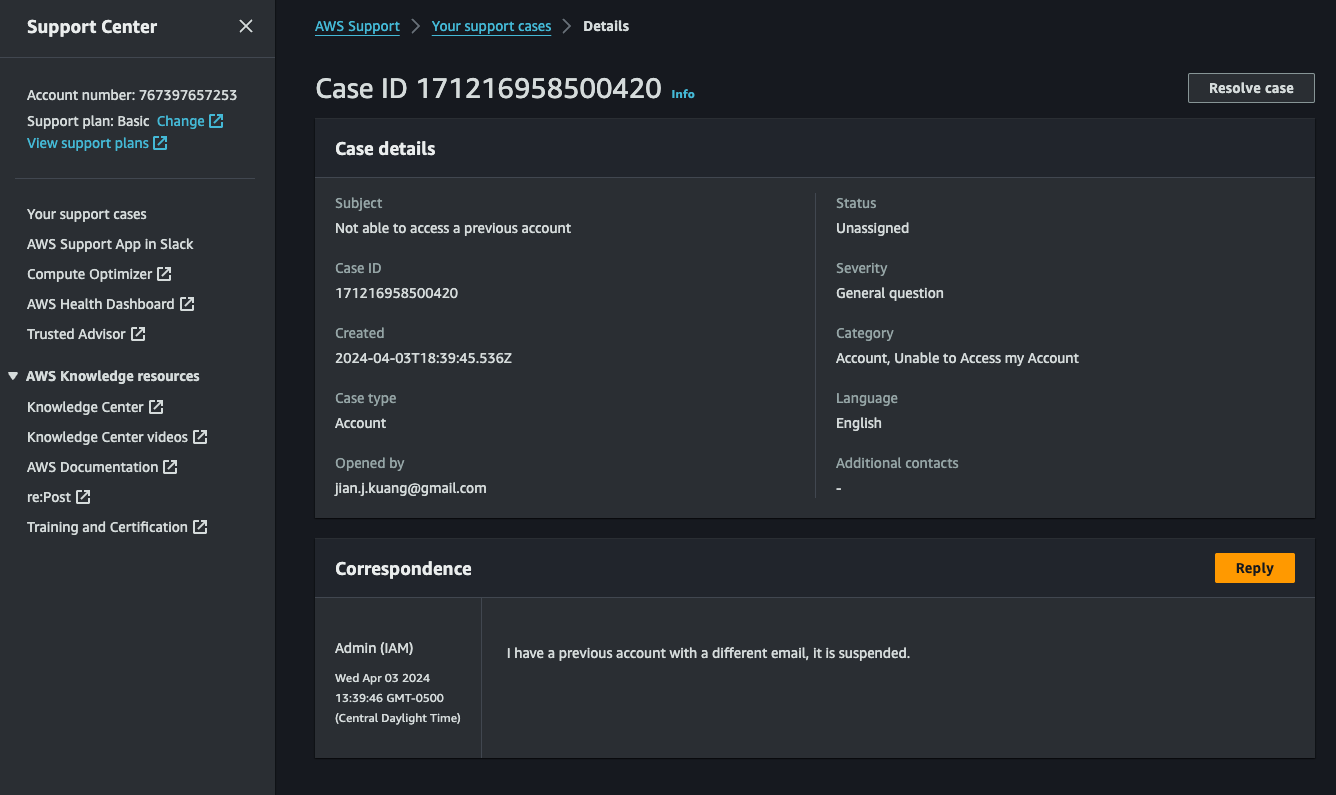 Support Center
Account number: 767397657253
Support plan: Basic Change
View support plans
Your support cases
AWS Support App in Slack
Compute Optimizer
AWS Health Dashboard
Trusted Advisor
AWS Knowledge resources
Knowledge Center
Knowledge Center videos
AWS Documentation
re:Post
Training and Certification
AWS Support
Your support cases
Details
Case ID 171216958500420 Info
Resolve case
Case details
Subject
Not able to access a previous account
Case ID
171216958500420
Created
2024-04-03T18:39:45.536Z
Case type
Account
Opened by
jian.j.kuang@gmail.com
Status
Unassigned
Severity
General question
Category
Account, Unable to Access my Account
Language
English
Additional contacts
-
Correspondence
Reply
Admin (IAM)
Wed Apr 03 2024
13:39:46 GMT-0500
(Central Daylight Time)
I have a previous account with a different email, it is suspended.